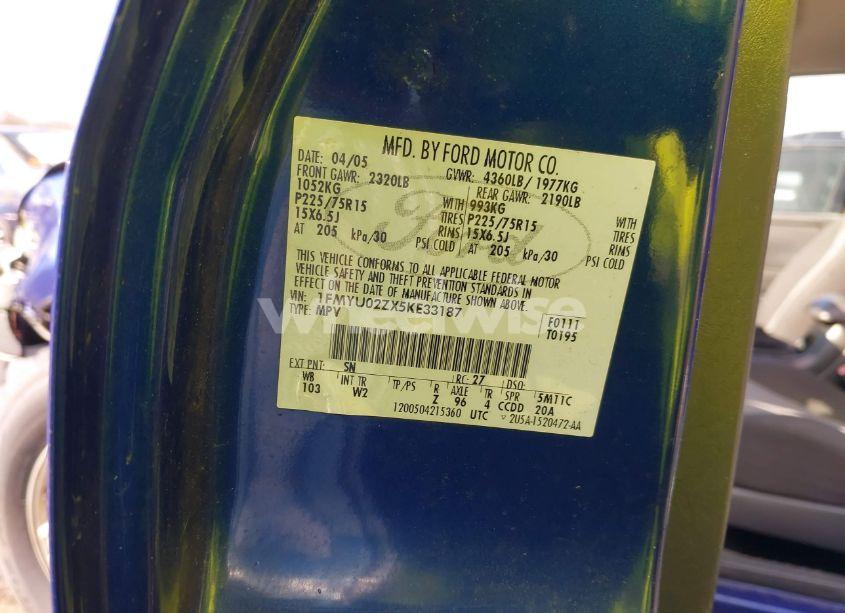 MFD. BY FORD MOTOR CO.
DATE: 04/05 GVWR: 4360LB / 1977KG
FRONT GAWR: 2320LB REAR GAWR: 2190LB
1052KG WITH 993KG WITH
P225/75R15 TIRES P225/75R15 TIRES
15X6.5J RIMS 15X6.5J RIMS
AT 205 kPa/30 PSI COLD AT 205 kPa/30 PSI COLD
Ford
THIS VEHICLE CONFORMS TO ALL APPLICABLE FEDERAL MOTOR
VEHICLE SAFETY AND THEFT PREVENTION STANDARDS IN
EFFECT ON THE DATE OF MANUFACTURE SHOWN ABOVE.
VIN: 1FMYU02ZX5KE33187 F0111
TYPE: MPV T0195
wheelwise
EXT PNT: SN RC: 27 DSO:
WB INT TR TP/PS R AXLE TR SPR 5M11C
103 W2 Z 96 4 CCDD 20A
1200504215360 UTC 2U5A-1520472-AA